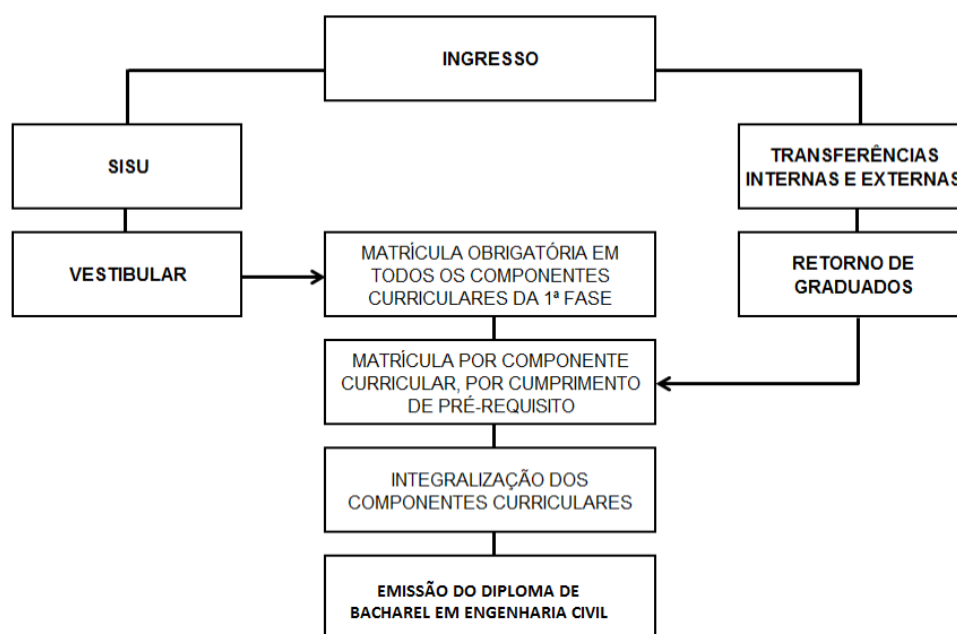 INGRESSO
SISU
TRANSFERÊNCIAS
INTERNAS E EXTERNAS
VESTIBULAR
MATRÍCULA OBRIGATÓRIA EM
TODOS OS COMPONENTES
CURRICULARES DA 1ª FASE
RETORNO DE
GRADUADOS
MATRÍCULA POR COMPONENTE
CURRICULAR, POR CUMPRIMENTO
DE PRÉ-REQUISITO
INTEGRALIZAÇÃO DOS
COMPONENTES CURRICULARES
EMISSÃO DO DIPLOMA DE
BACHAREL EM ENGENHARIA CIVIL